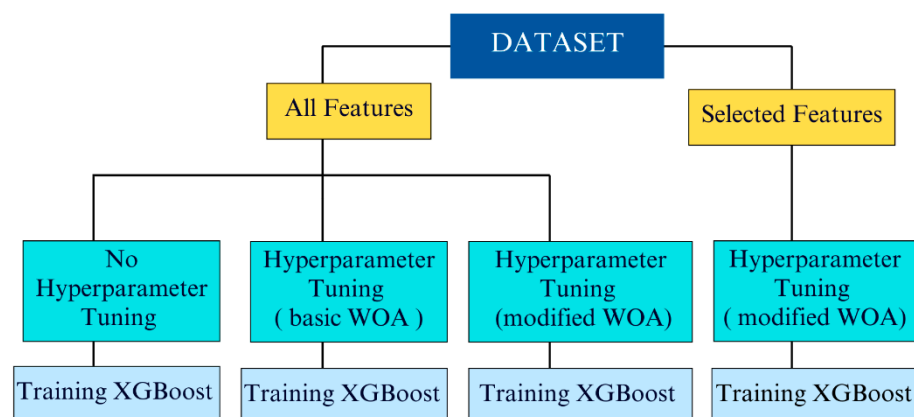 DATASET
All Features
Selected Features
No
Hyperparameter
Tuning
Hyperparameter
Tuning
( basic WOA )
Hyperparameter
Tuning
(modified WOA)
Hyperparameter
Tuning
( modified WOA)
Training XGBoost
Training XGBoost
Training XGBoost
Training XGBoost